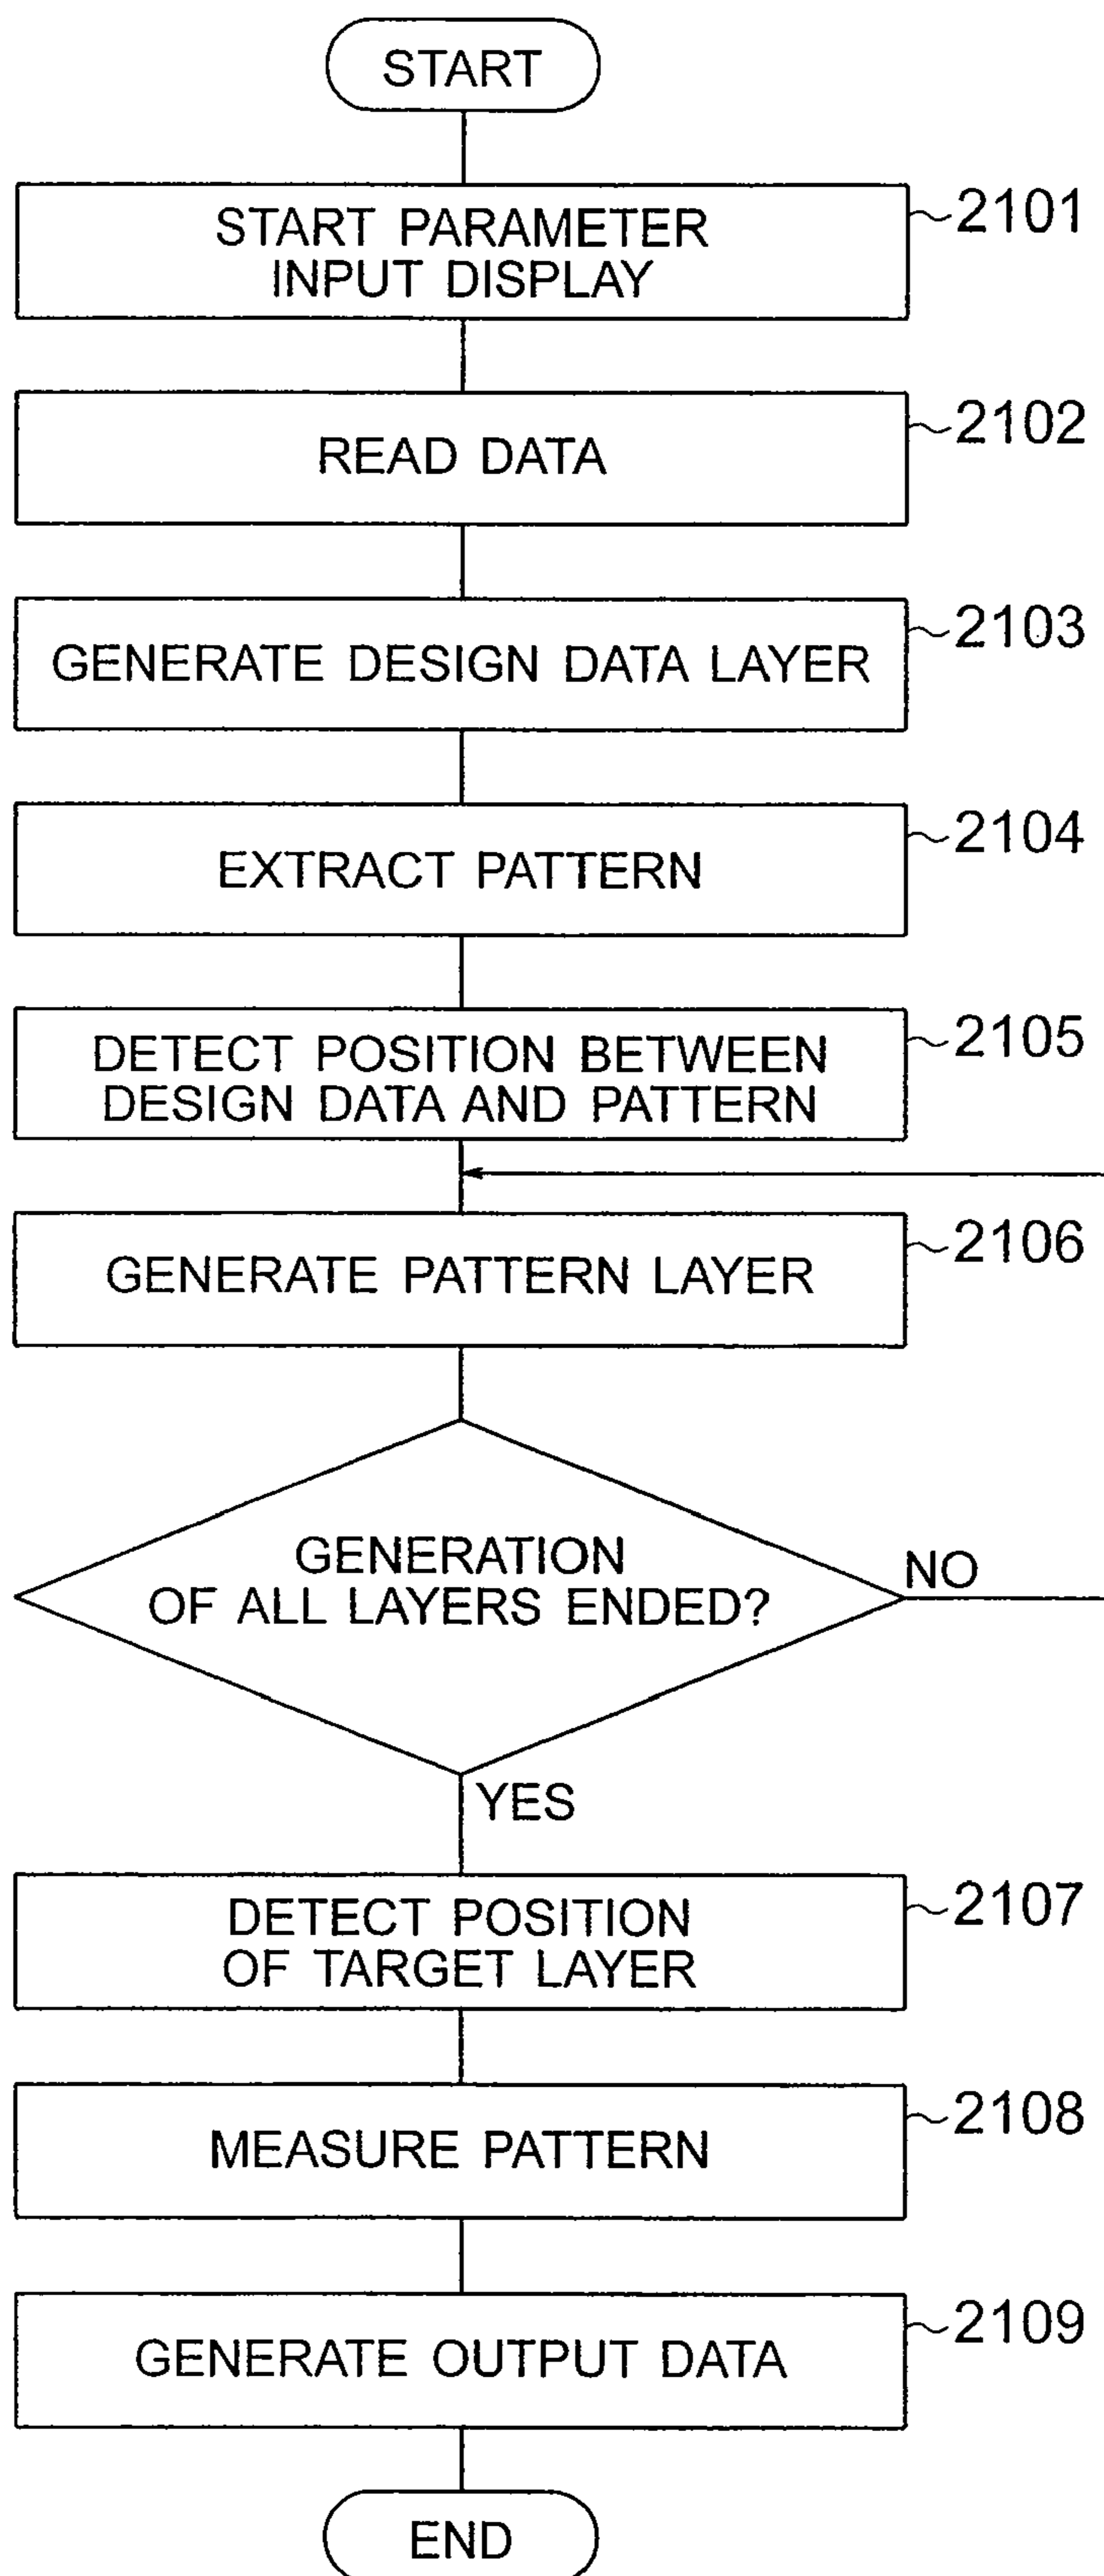 START
START PARAMETER
INPUT DISPLAY
2101
READ DATA
2102
GENERATE DESIGN DATA LAYER
2103
EXTRACT PATTERN
2104
DETECT POSITION BETWEEN
DESIGN DATA AND PATTERN
2105
GENERATE PATTERN LAYER
2106
GENERATION
OF ALL LAYERS ENDED?
NO
YES
DETECT POSITION
OF TARGET LAYER
2107
MEASURE PATTERN
2108
GENERATE OUTPUT DATA
2109
END